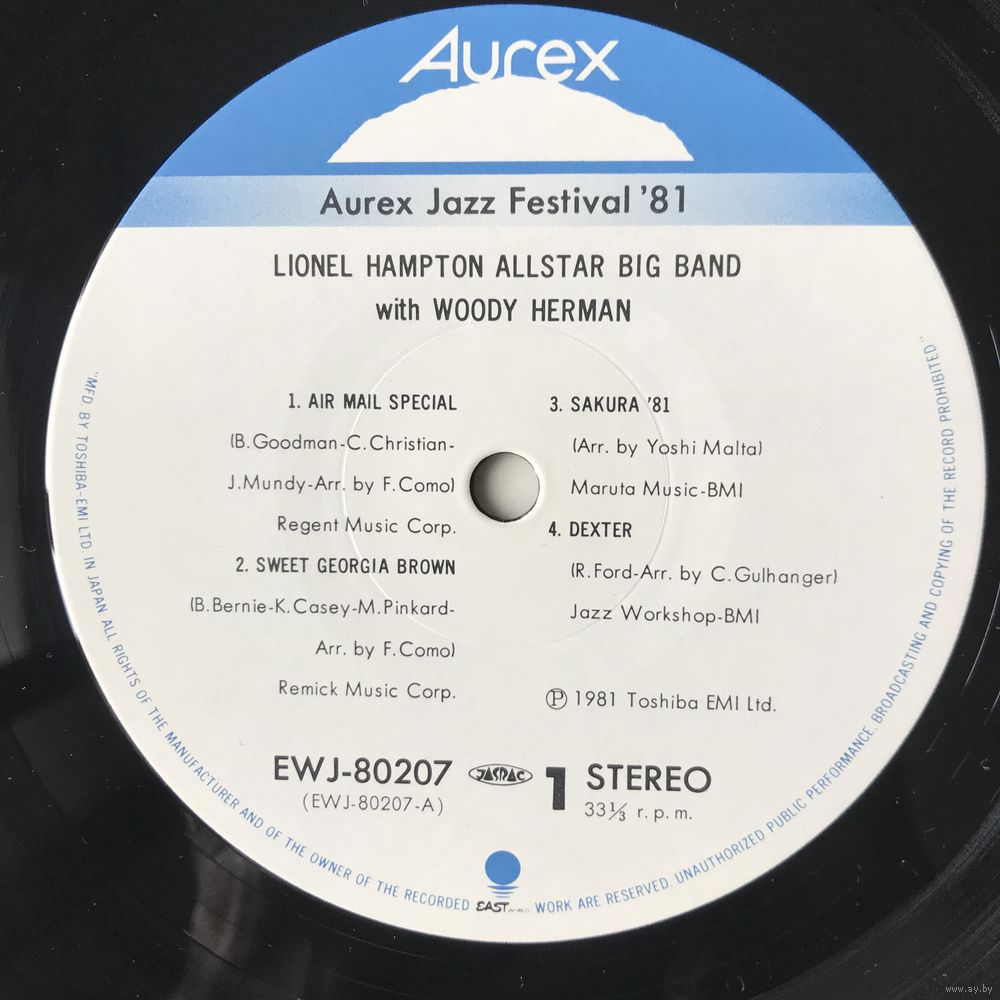 Aurex
Aurex Jazz Festival '81
LIONEL HAMPTON ALLSTAR BIG BAND
with WOODY HERMAN
1. AIR MAIL SPECIAL
(B.Goodman-C.Christian-
J.Mundy-Arr. by F.Como)
Regent Music Corp.
2. SWEET GEORGIA BROWN
(B.Bernie-K.Casey-M.Pinkard-
Arr. by F.Como)
Remick Music Corp.
3. SAKURA '81
(Arr. by Yoshi Malta)
Maruta Music-BMI
4. DEXTER
(R.Ford-Arr. by C.Gulhanger)
Jazz Workshop-BMI
Ⓟ 1981 Toshiba EMI Ltd.
EWJ-80207
(EWJ-80207-A)
JASRAC
1
STEREO
33⅓ r.p.m.
"MFD. BY TOSHIBA-EMI LTD. IN JAPAN ALL RIGHTS OF THE MANUFACTURER AND OF THE OWNER OF THE RECORDED WORK ARE RESERVED. UNAUTHORIZED PUBLIC PERFORMANCE. BROADCASTING AND COPYING OF THE RECORD PROHIBITED"
EAST
www.ay.by